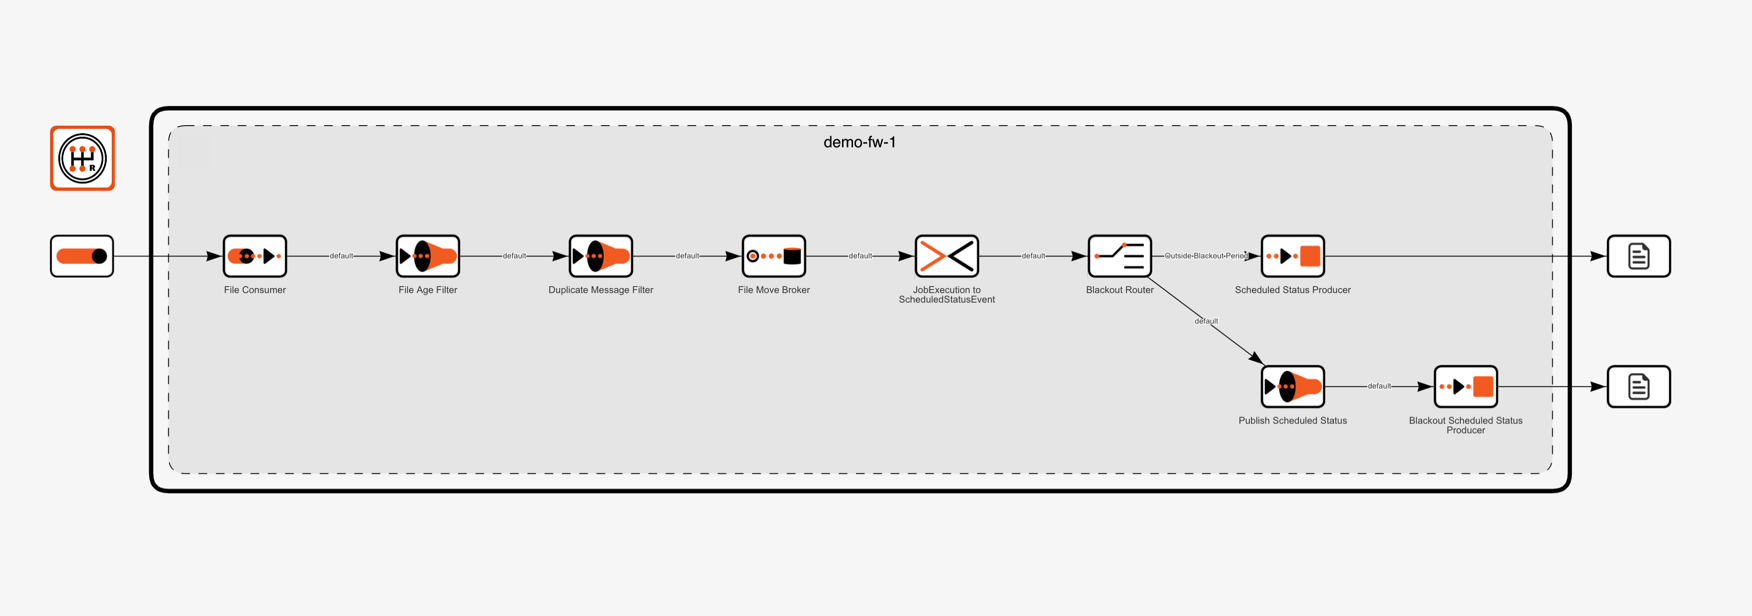 demo-fw-1
R
default
default
default
default
default
Outside-Blackout-Period
File Consumer
File Age Filter
Duplicate Message Filter
File Move Broker
JobExecution to
ScheduledStatusEvent
Blackout Router
Scheduled Status Producer
default
default
Publish Scheduled Status
Blackout Scheduled Status
Producer